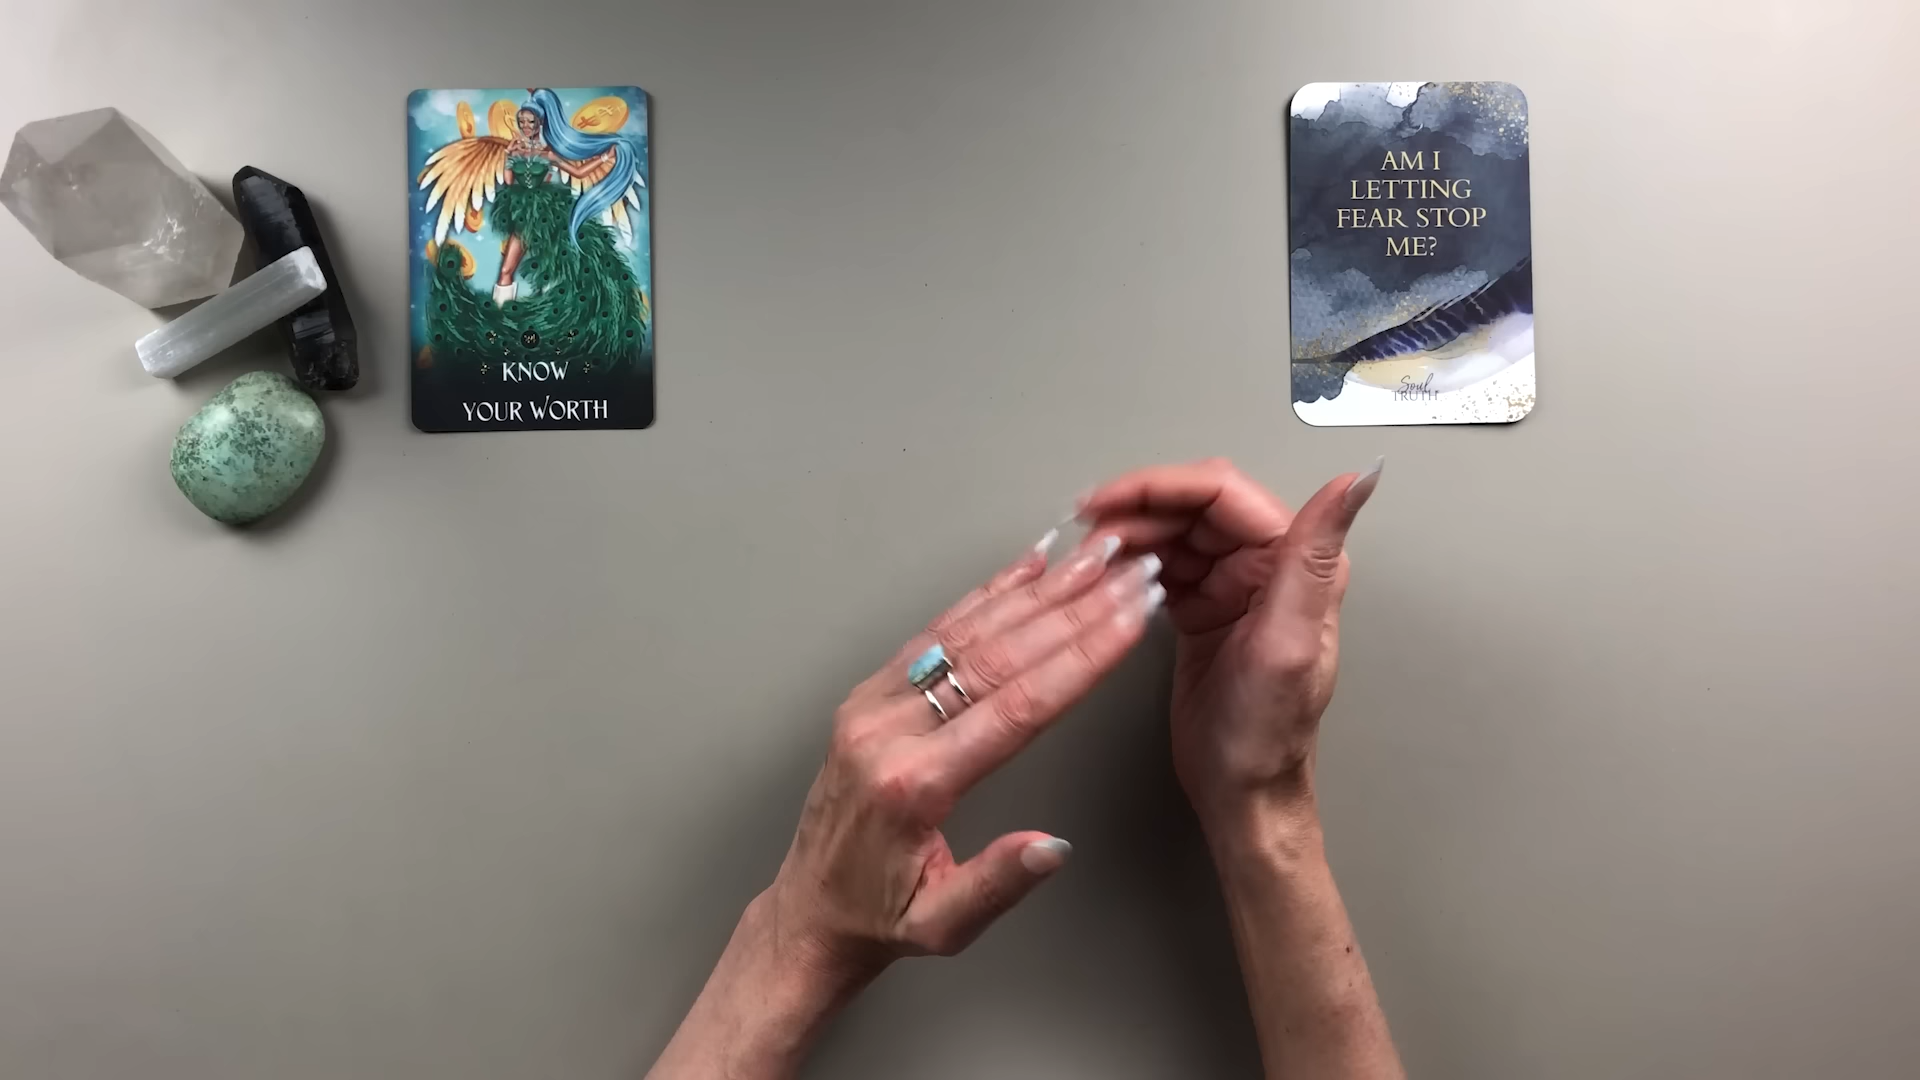 KNOW
YOUR WORTH
AM I
LETTING
FEAR STOP
ME?
Soul
TRUTH